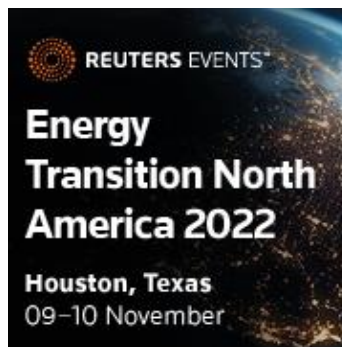 REUTERS EVENTS™
Energy
Transition North
America 2022
Houston, Texas
09–10 November